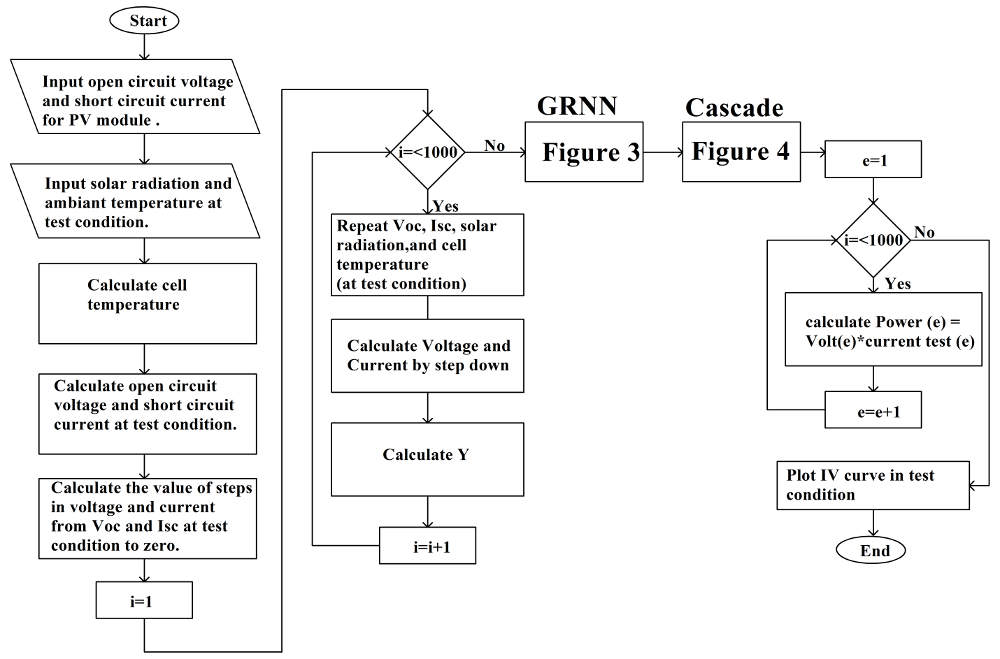 Start
Input open circuit voltage
and short circuit current
for PV module .
Input solar radiation and
ambiant temperature at
test condition.
Calculate cell
temperature
Calculate open circuit
voltage and short circuit
current at test condition.
Calculate the value of steps
in voltage and current
from Voc and Isc at test
condition to zero.
i=1
i=<1000
No
Yes
Repeat Voc, Isc, solar
radiation,and cell
temperature
(at test condition)
Calculate Voltage and
Current by step down
Calculate Y
i=i+1
GRNN
Figure 3
Cascade
Figure 4
e=1
i=<1000
No
Yes
calculate Power (e) =
Volt(e)*current test (e)
e=e+1
Plot IV curve in test
condition
End